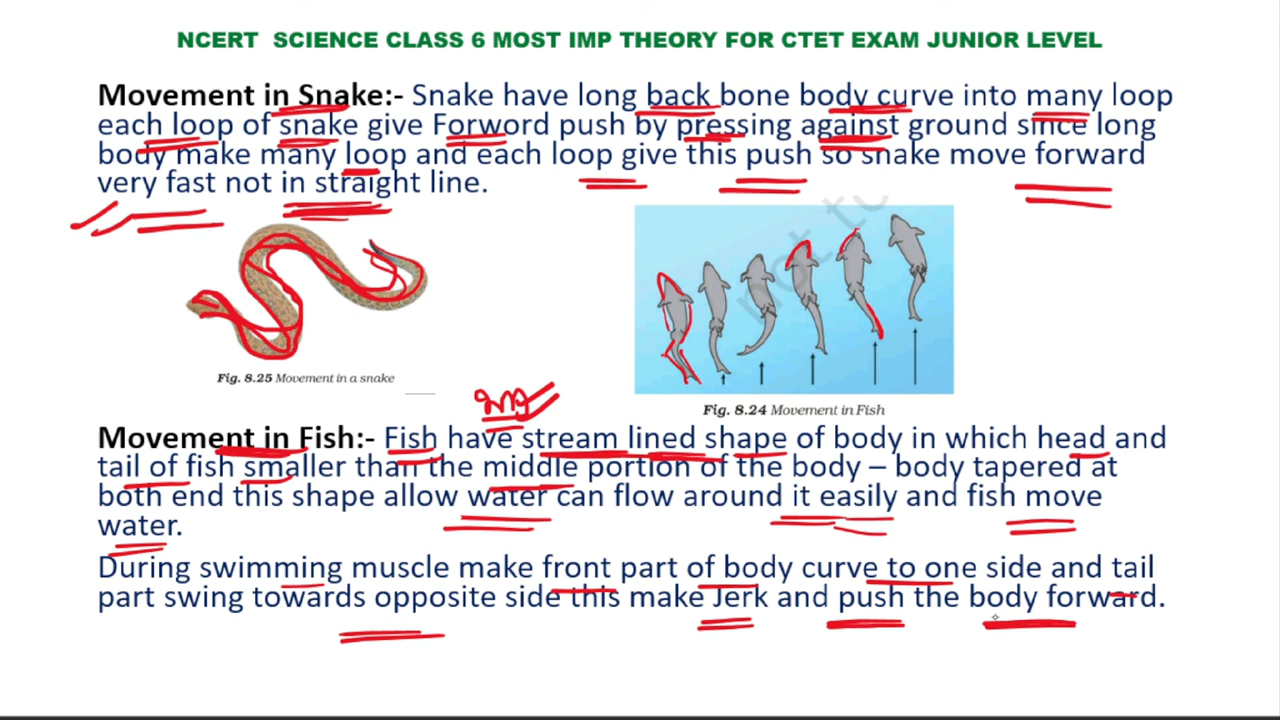 NCERT SCIENCE CLASS 6 MOST IMP THEORY FOR CTET EXAM JUNIOR LEVEL
Movement in Snake:- Snake have long back bone body curve into many loop
each loop of snake give Forword push by pressing against ground since long
body make many loop and each loop give this push so snake move forward
very fast not in straight line.
not to
Fig. 8.25 Movement in a snake
Fig. 8.24 Movement in Fish
Imp
Movement in Fish:- Fish have stream lined shape of body in which head and
tail of fish smaller than the middle portion of the body – body tapered at
both end this shape allow water can flow around it easily and fish move
water.
During swimming muscle make front part of body curve to one side and tail
part swing towards opposite side this make Jerk and push the body forward.